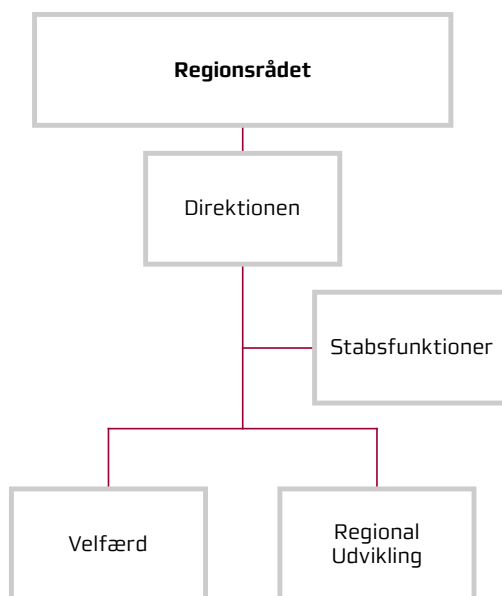 Regionsrådet
Direktionen
Stabsfunktioner
Velfærd
Regional
Udvikling